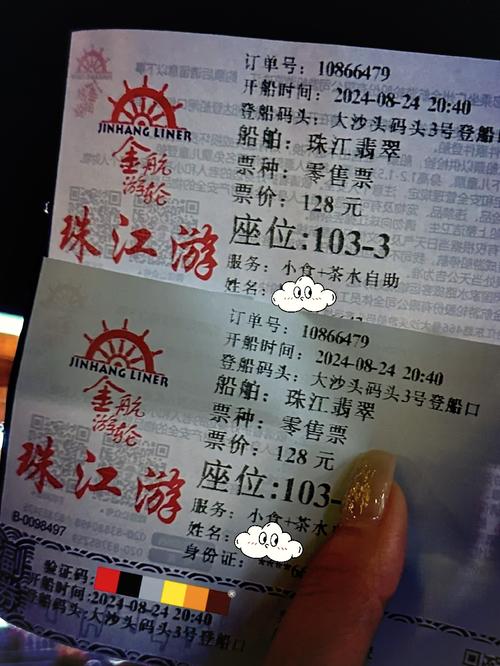 订单号：10866479
开船时间：2024-08-24 20:40
登船码头：大沙头码头3号登船
船舶：珠江翡翠
票种：零售票
票价：128 元
座位:103-3
服务：小食+茶水自助
姓名：
JINHANG LINER
金航
游轮
珠江游
订单号：10866479
开船时间：2024-08-24 20:40
登船码头：大沙头码头3号登船口
船舶：珠江翡翠
票种：零售票
票价：128 元
座位:103-
服务：小食+茶水
姓名：
身份证：
JINHANG LINER
金航
游轮
珠江游
B-0098497
验证码：
开船时间:2024-08-24 20:40
登船码头:大沙头码头3号登船口